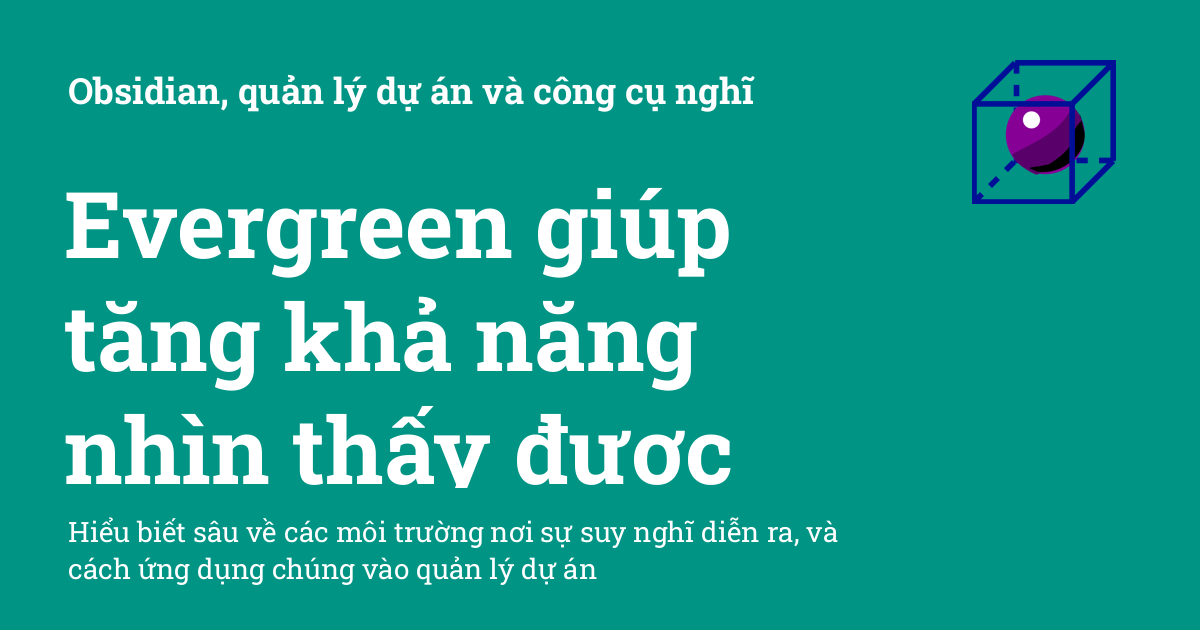 Obsidian, quản lý dự án và công cụ nghĩ
Evergreen giúp
tăng khả năng
nhìn thấy được
Hiểu biết sâu về các môi trường nơi sự suy nghĩ diễn ra, và
cách ứng dụng chúng vào quản lý dự án